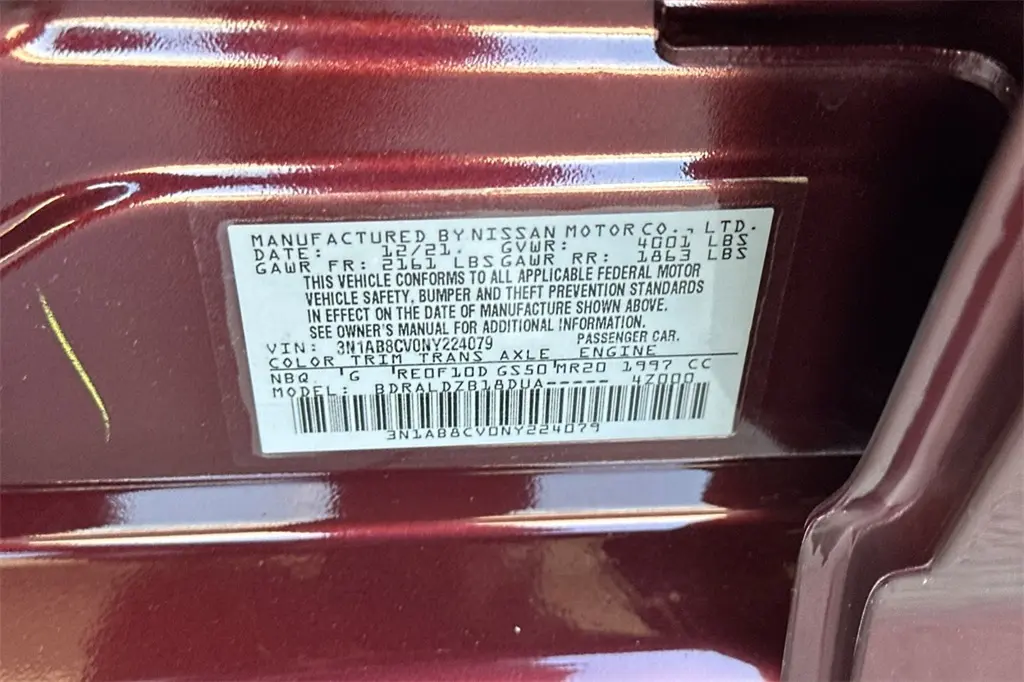 MANUFACTURED BY NISSAN MOTOR CO., LTD.
DATE: 12/21. GVWR: 4001 LBS
GAWR FR: 2161 LBS GAWR RR: 1863 LBS
THIS VEHICLE CONFORMS TO ALL APPLICABLE FEDERAL MOTOR
VEHICLE SAFETY, BUMPER AND THEFT PREVENTION STANDARDS
IN EFFECT ON THE DATE OF MANUFACTURE SHOWN ABOVE.
SEE OWNER'S MANUAL FOR ADDITIONAL INFORMATION.
VIN: 3N1AB8CV0NY224079 PASSENGER CAR.
COLOR TRIM TRANS AXLE ENGINE
NBQ G RE0F10D GS50 MR20 1997 CC
MODEL: BDRALDZB18DUA----- 4Z000
3N1AB8CV0NY224079